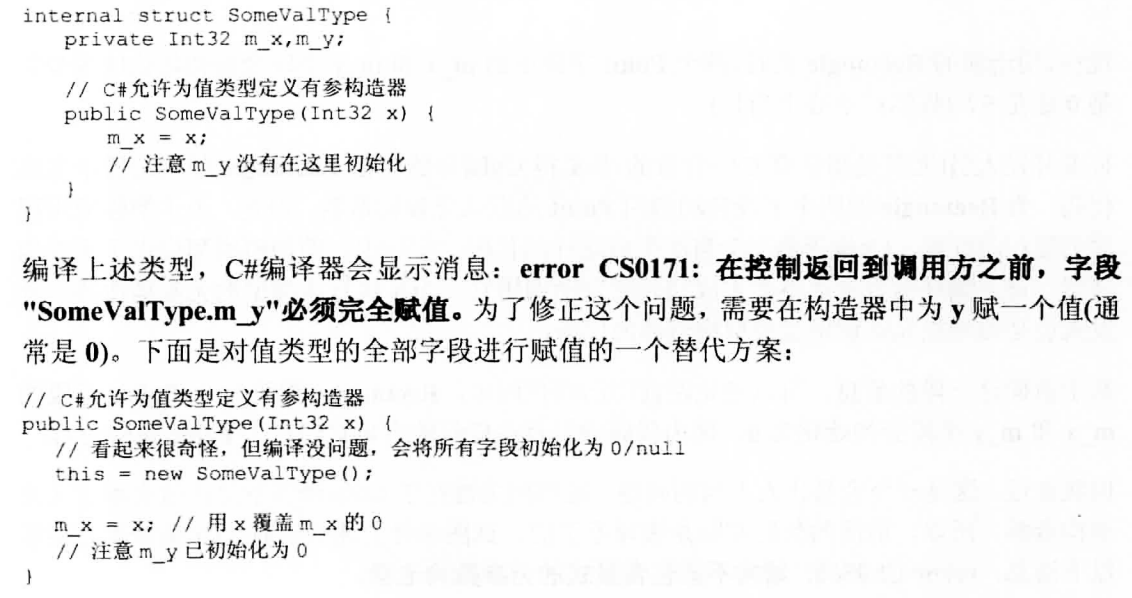 internal struct SomeValType {
private Int32 m_x,m_y;
// C#允许为值类型定义有参构造器
public SomeValType(Int32 x) {
m_x = x;
// 注意 m_y 没有在这里初始化
}
}
编译上述类型，C#编译器会显示消息：error CS0171: 在控制返回到调用方之前，字段
"SomeValType.m_y"必须完全赋值。为了修正这个问题，需要在构造器中为 y 赋一个值(通
常是 0)。下面是对值类型的全部字段进行赋值的一个替代方案：
// C#允许为值类型定义有参构造器
public SomeValType(Int32 x) {
// 看起来很奇怪，但编译没问题，会将所有字段初始化为 0/null
this = new SomeValType();
m_x = x; // 用 x 覆盖 m_x 的 0
// 注意 m_y 已初始化为 0
}